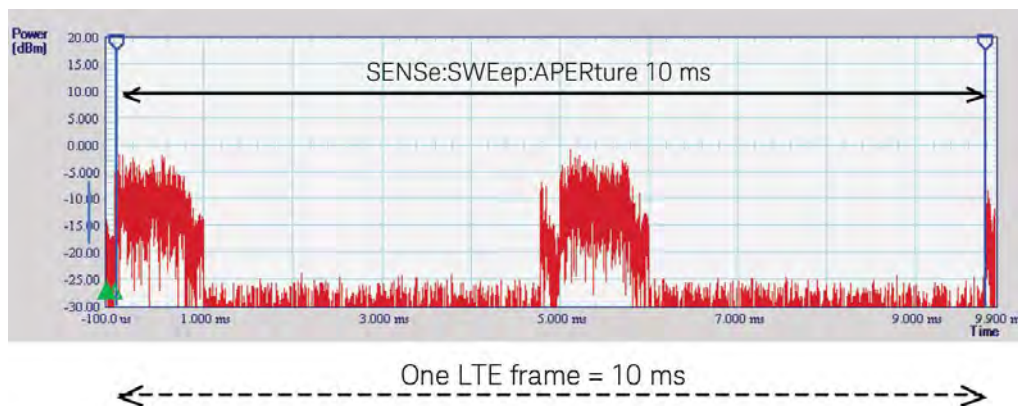 Power
[dBm]
20.00
SENSe:SWEep:APERture 10 ms
15.00
10.00
5.000
0.000
-5.000
-10.00
-15.00
-20.00
-25.00
-30.00
-100.0 us 1.000 ms 3.000 ms 5.000 ms 7.000 ms 9.000 ms 9.900 m
Time
One LTE frame = 10 ms